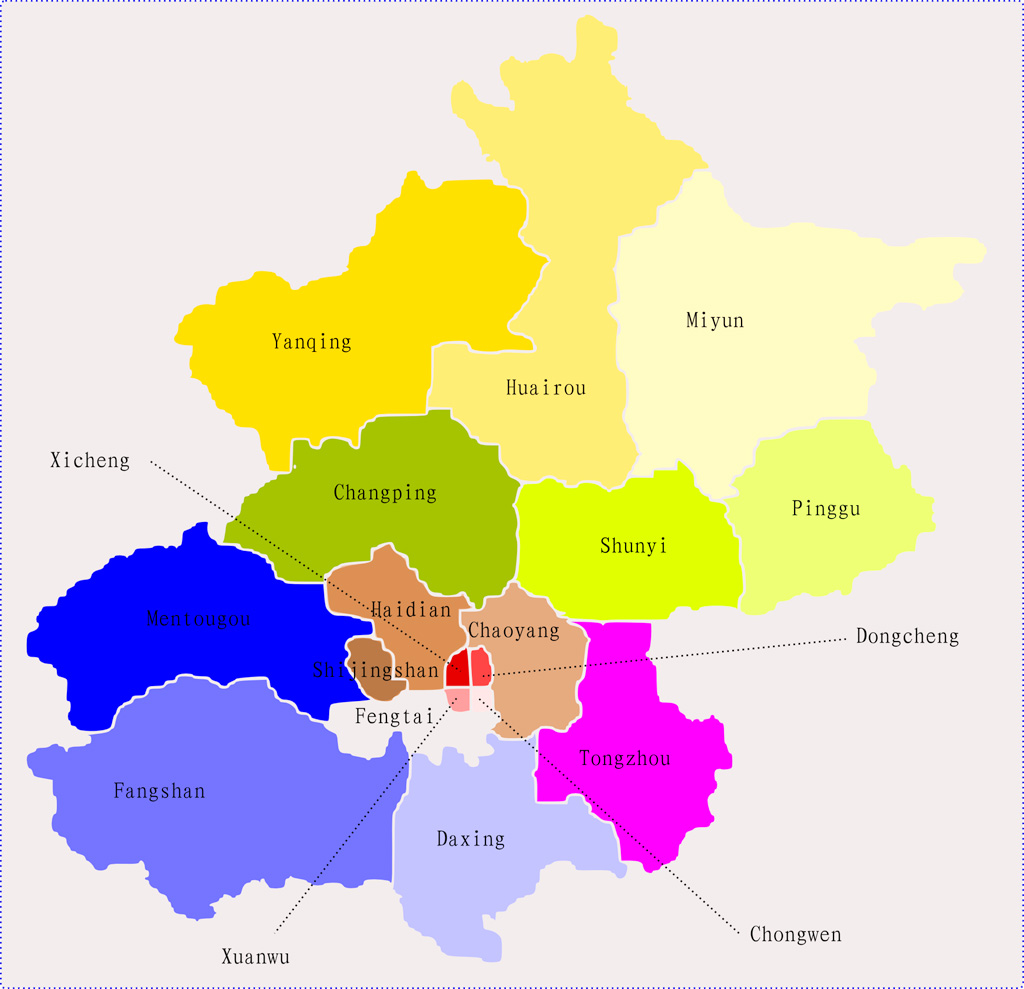 Miyun
Yanqing
Huairou
Xicheng
Changping
Pinggu
Shunyi
Haidian
Mentougou
Chaoyang
Dongcheng
Shijingshan
Fengtai
Tongzhou
Fangshan
Daxing
Chongwen
Xuanwu